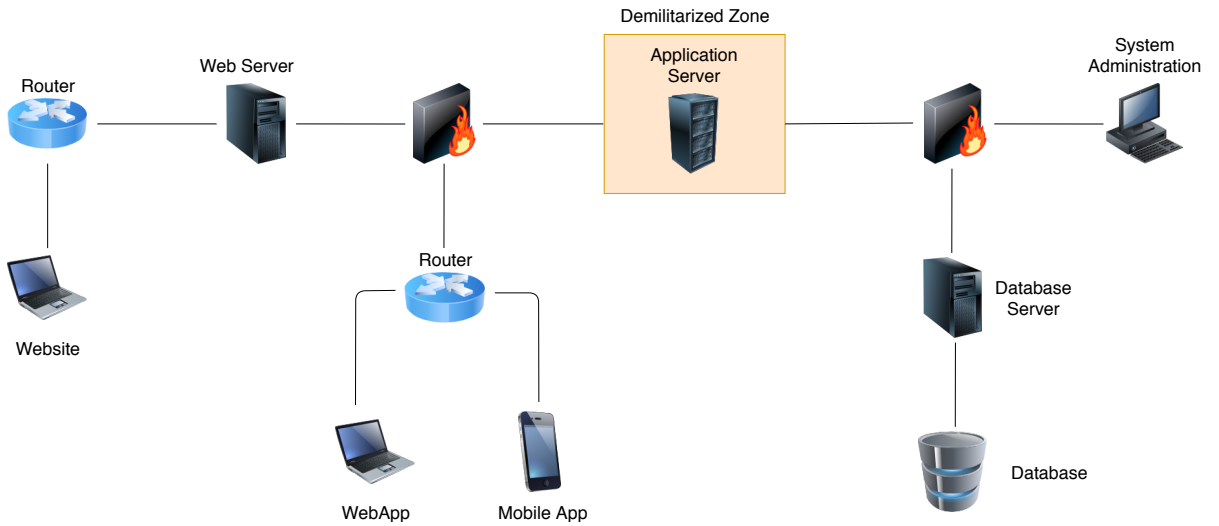 Demilitarized Zone
System
Administration
Application
Server
Web Server
Router
Router
Database
Server
Website
Database
WebApp
Mobile App